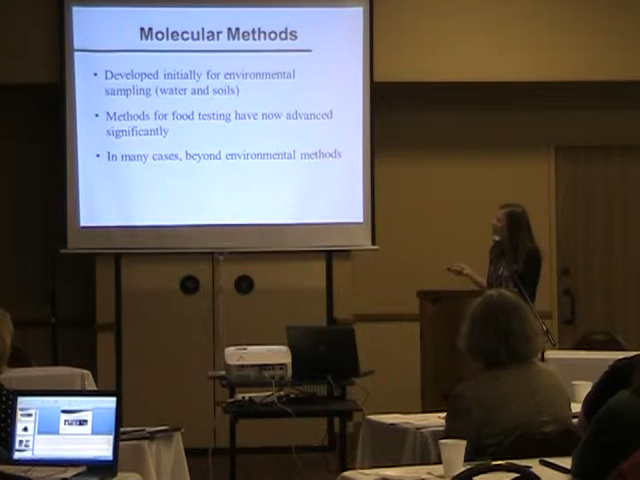 Molecular Methods
• Developed initially for environmental
sampling (water and soils)
• Methods for food testing have now advanced
significantly
• In many cases, beyond environmental methods